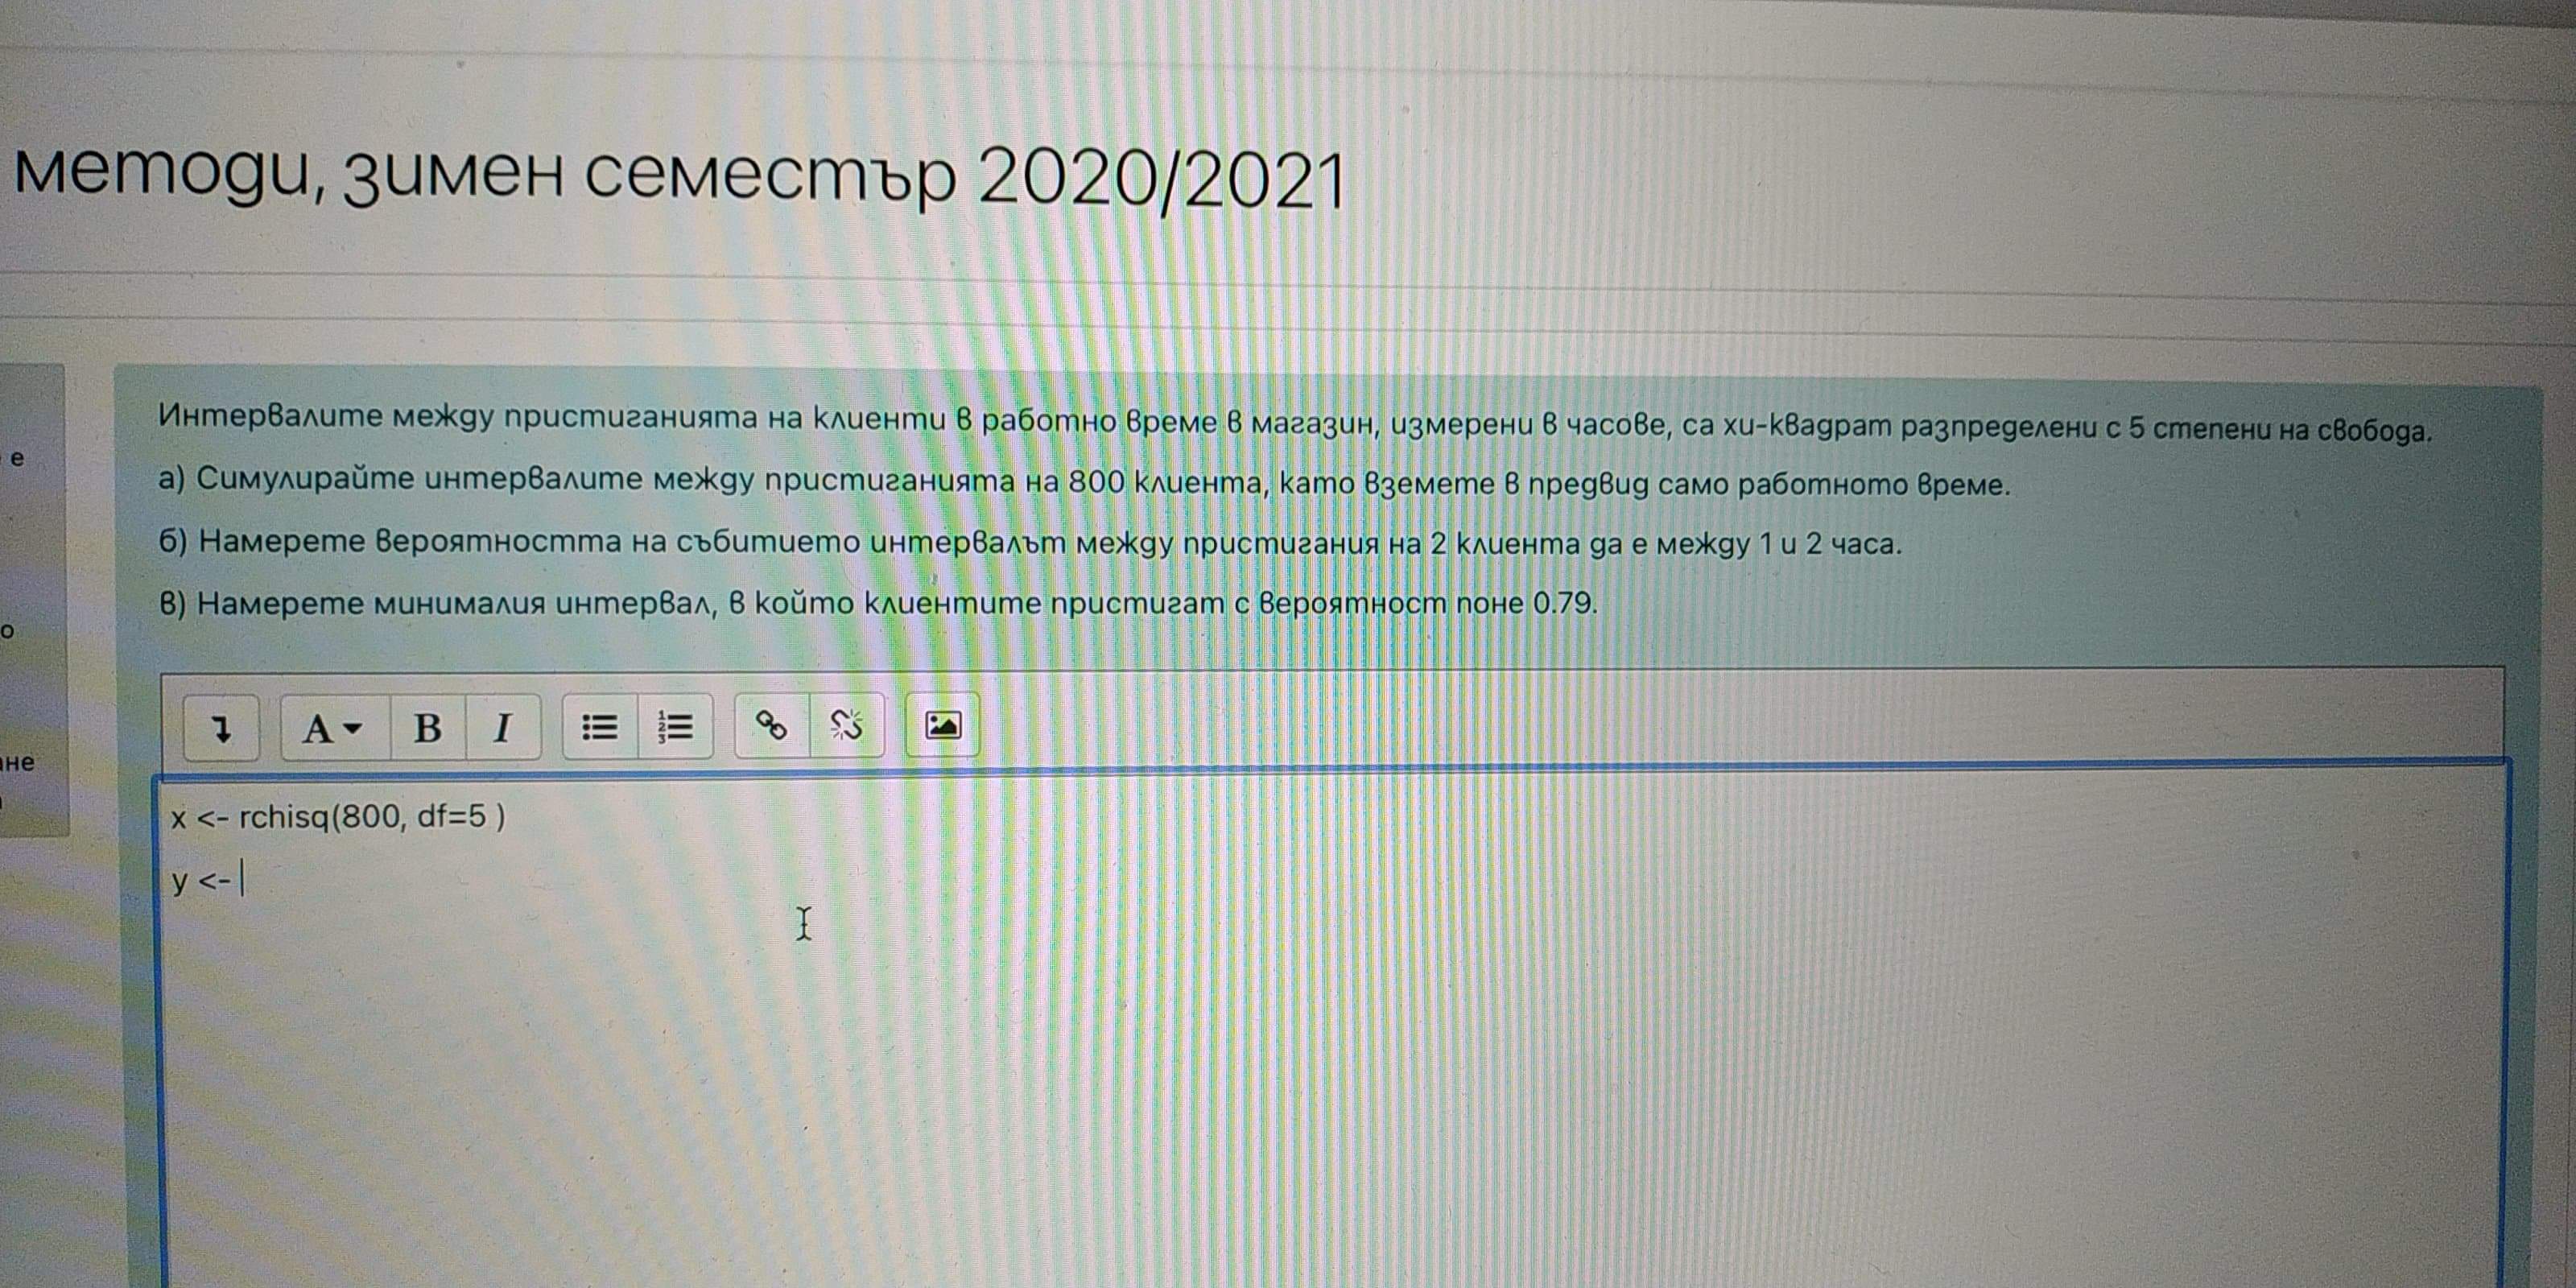 методи, зимен семестър 2020/2021
Интервалите между пристиганията на клиенти в работно време в магазин, измерени в часове, са хи-квадрат разпределени с 5 степени на свобода.
е
а) Симулирайте интервалите между пристиганията на 800 клиента, като вземете в предвид само работното време.
б) Намерете вероятността на събитието интервалът между пристигания на 2 клиента да е между 1 и 2 часа.
в) Намерете минималия интервал, в който клиентите пристигат с вероятност поне 0.79.
о
A B I
не
x <- rchisq(800, df=5 )
y <-